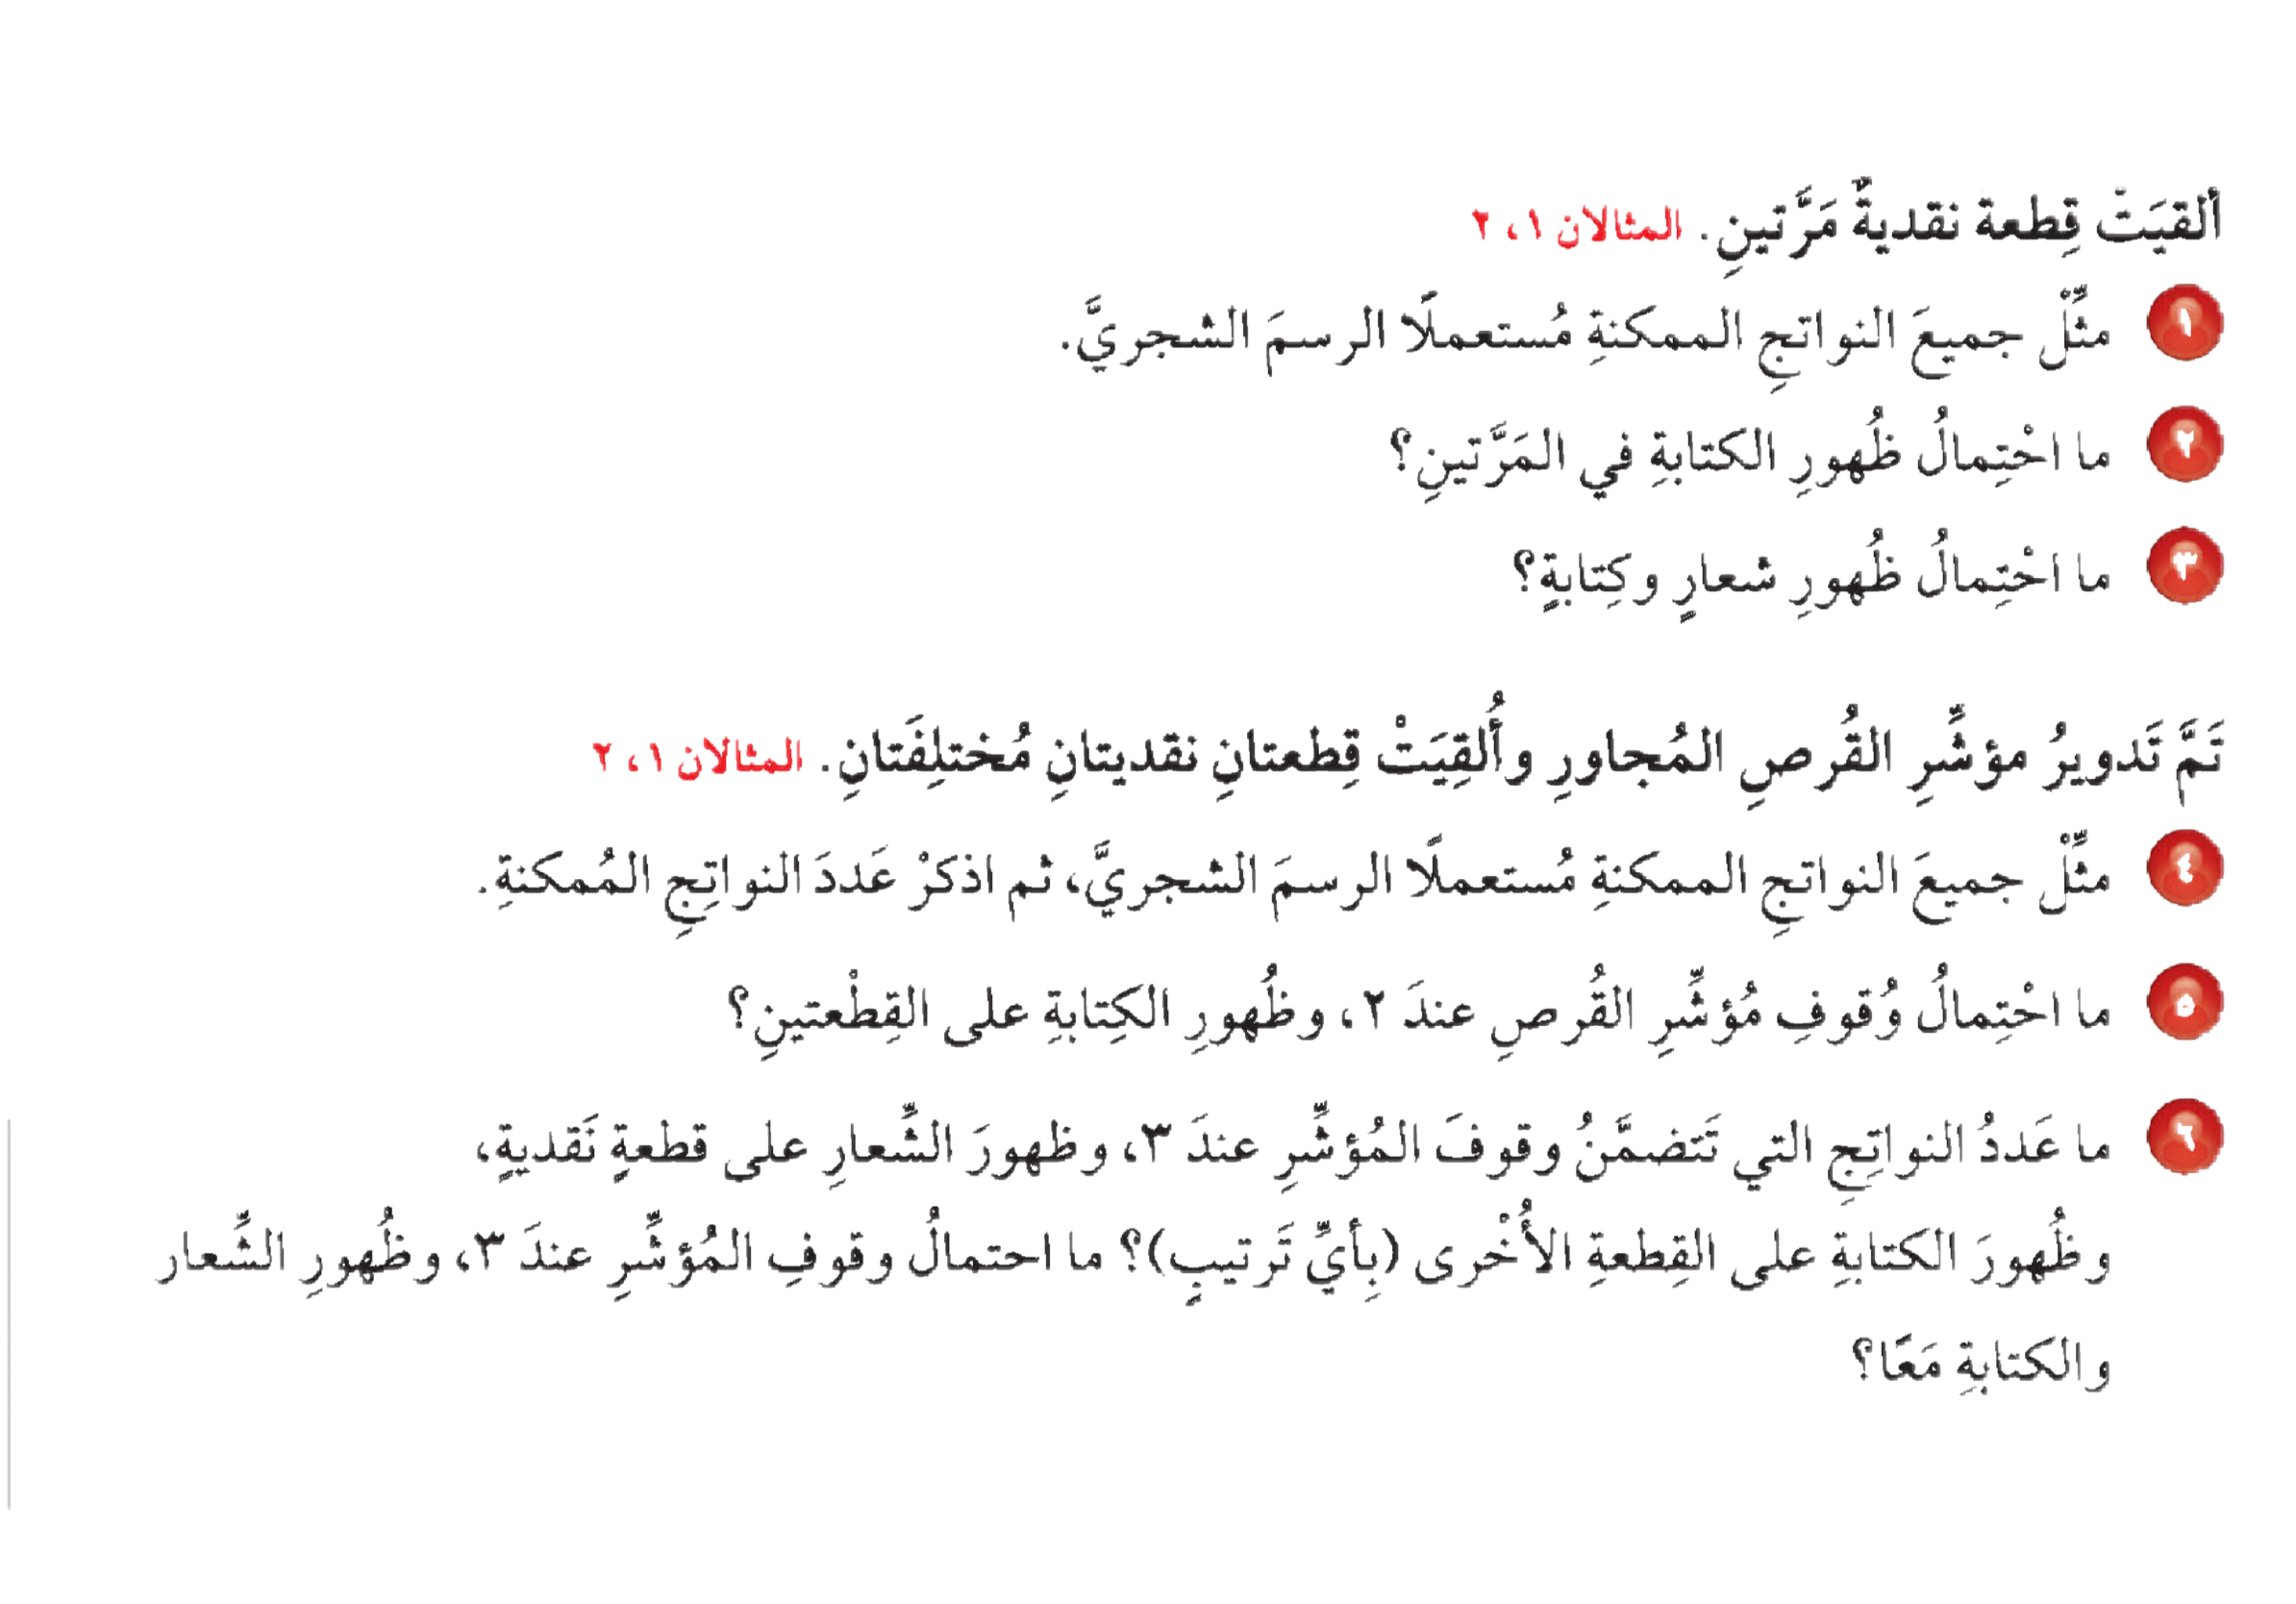 ألقيَتْ قِطعة نقديةٌ مَرَّتينِ. المثالان ١، ٢
١ مثِّلْ جميعَ النواتجِ الممكنةِ مُستعملًا الرسمَ الشجريَّ.
٢ ما احْتِمالُ ظُهورِ الكتابةِ في المَرَّتينِ؟
٣ ما احْتِمالُ ظُهورِ شعارٍ وكِتابةٍ؟
تَمَّ تَدويرُ مؤشِّرِ القُرصِ المُجاورِ وأُلقِيَتْ قِطعتانِ نقديتانِ مُختلِفَتانِ. المثالان ١، ٢
٤ مثِّلْ جميعَ النواتجِ الممكنةِ مُستعملًا الرسمَ الشجريَّ، ثم اذكرْ عَددَ النواتِجِ المُمكنةِ.
٥ ما احْتِمالُ وُقوفِ مُؤشِّرِ القُرصِ عندَ ٢، وظُهورِ الكِتابةِ على القِطْعتينِ؟
٦ ما عَددُ النواتِجِ التي تَتضمَّنُ وقوفَ المُؤشِّرِ عندَ ٣، وظهورَ الشِّعارِ على قطعةٍ نَقديةٍ،
وظُهورَ الكتابةِ على القِطعةِ الأُخْرى (بِأيِّ تَرتيبٍ)؟ ما احتمالُ وقوفِ المُؤشِّرِ عندَ ٣، وظُهورِ الشِّعار
والكتابةِ مَعًا؟